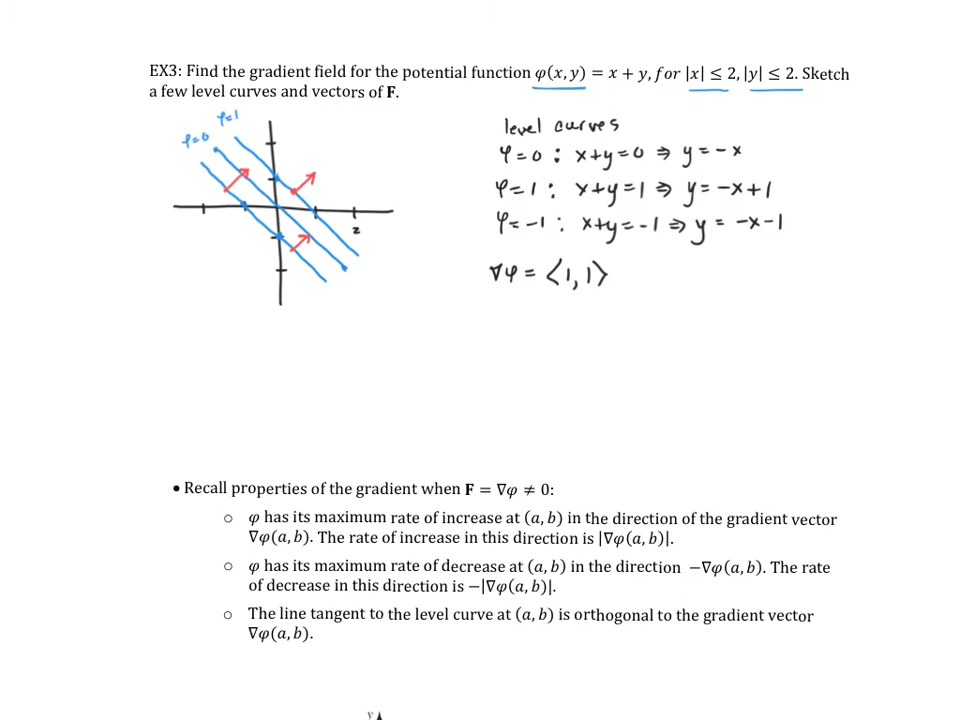 EX3: Find the gradient field for the potential function φ(x, y) = x + y, for |x| ≤ 2, |y| ≤ 2. Sketch
a few level curves and vectors of F.
φ=1
φ=0
2
level curves
φ=0 : x+y=0 ⇒ y=-x
φ=1 : x+y=1 ⇒ y=-x+1
φ=-1 : x+y=-1 ⇒ y=-x-1
∇φ = ⟨1,1⟩
• Recall properties of the gradient when F = ∇φ ≠ 0:
o φ has its maximum rate of increase at (a, b) in the direction of the gradient vector
∇φ(a, b). The rate of increase in this direction is |∇φ(a, b)|.
o φ has its maximum rate of decrease at (a, b) in the direction −∇φ(a, b). The rate
of decrease in this direction is −|∇φ(a, b)|.
o The line tangent to the level curve at (a, b) is orthogonal to the gradient vector
∇φ(a, b).
y